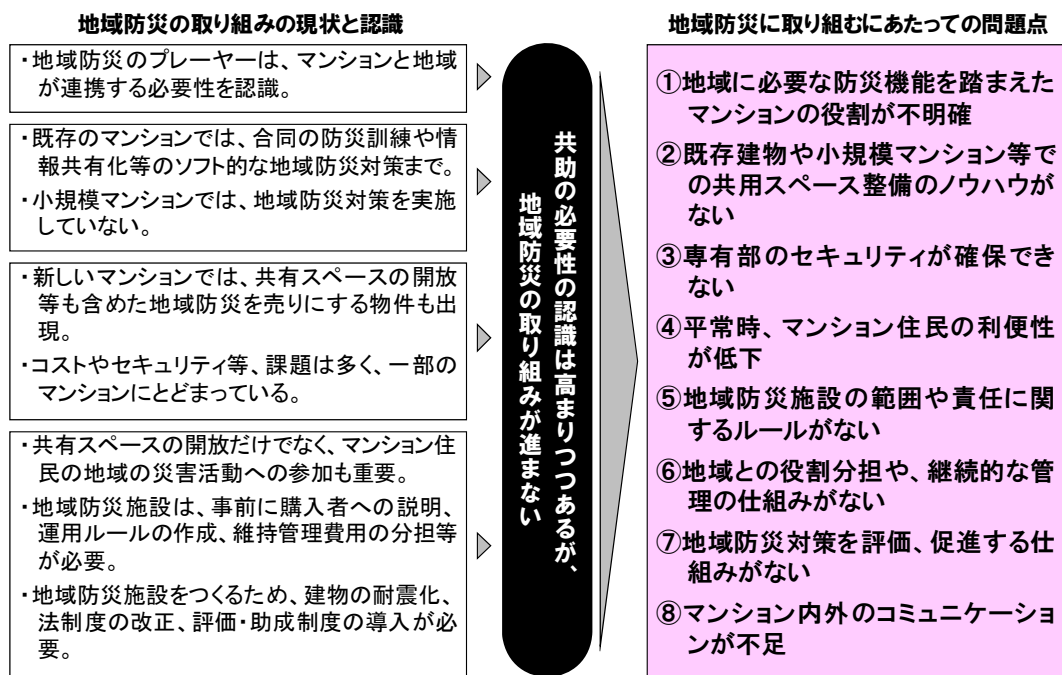 地域防災の取り組みの現状と認識
・地域防災のプレーヤーは、マンションと地域
が連携する必要性を認識。
・既存のマンションでは、合同の防災訓練や情
報共有化等のソフト的な地域防災対策まで。
・小規模マンションでは、地域防災対策を実施
していない。
・新しいマンションでは、共有スペースの開放
等も含めた地域防災を売りにする物件も出
現。
・コストやセキュリティ等、課題は多く、一部の
マンションにとどまっている。
・共有スペースの開放だけでなく、マンション住
民の地域の災害活動への参加も重要。
・地域防災施設は、事前に購入者への説明、
運用ルールの作成、維持管理費用の分担等
が必要。
・地域防災施設をつくるため、建物の耐震化、
法制度の改正、評価・助成制度の導入が必
要。
共助の必要性の認識は高まりつつあるが、
地域防災の取り組みが進まない
地域防災に取り組むにあたっての問題点
①地域に必要な防災機能を踏まえた
マンションの役割が不明確
②既存建物や小規模マンション等で
の共用スペース整備のノウハウが
ない
③専有部のセキュリティが確保でき
ない
④平常時、マンション住民の利便性
が低下
⑤地域防災施設の範囲や責任に関
するルールがない
⑥地域との役割分担や、継続的な管
理の仕組みがない
⑦地域防災対策を評価、促進する仕
組みがない
⑧マンション内外のコミュニケーショ
ンが不足